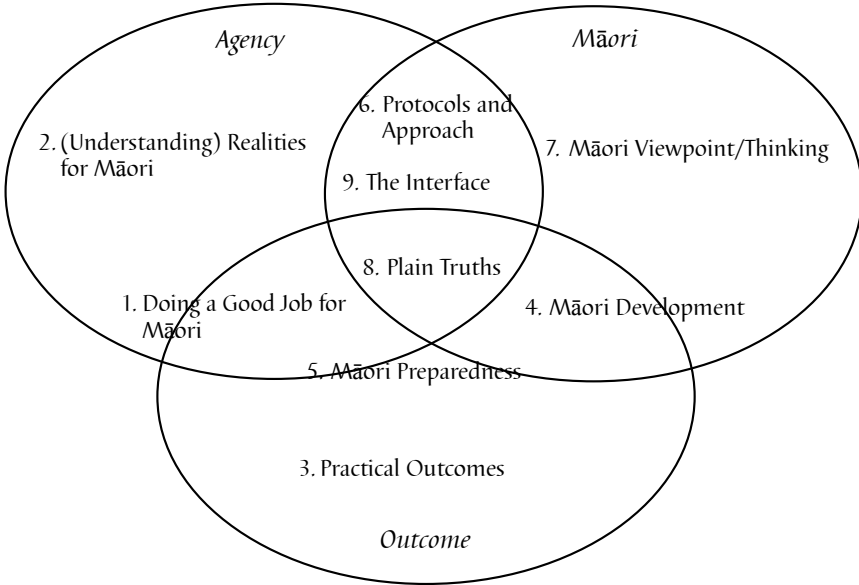 Agency
Māori
6. Protocols and
Approach
2. (Understanding) Realities
for Māori
7. Māori Viewpoint/Thinking
9. The Interface
8. Plain Truths
1. Doing a Good Job for
Māori
4. Māori Development
5. Māori Preparedness
3. Practical Outcomes
Outcome